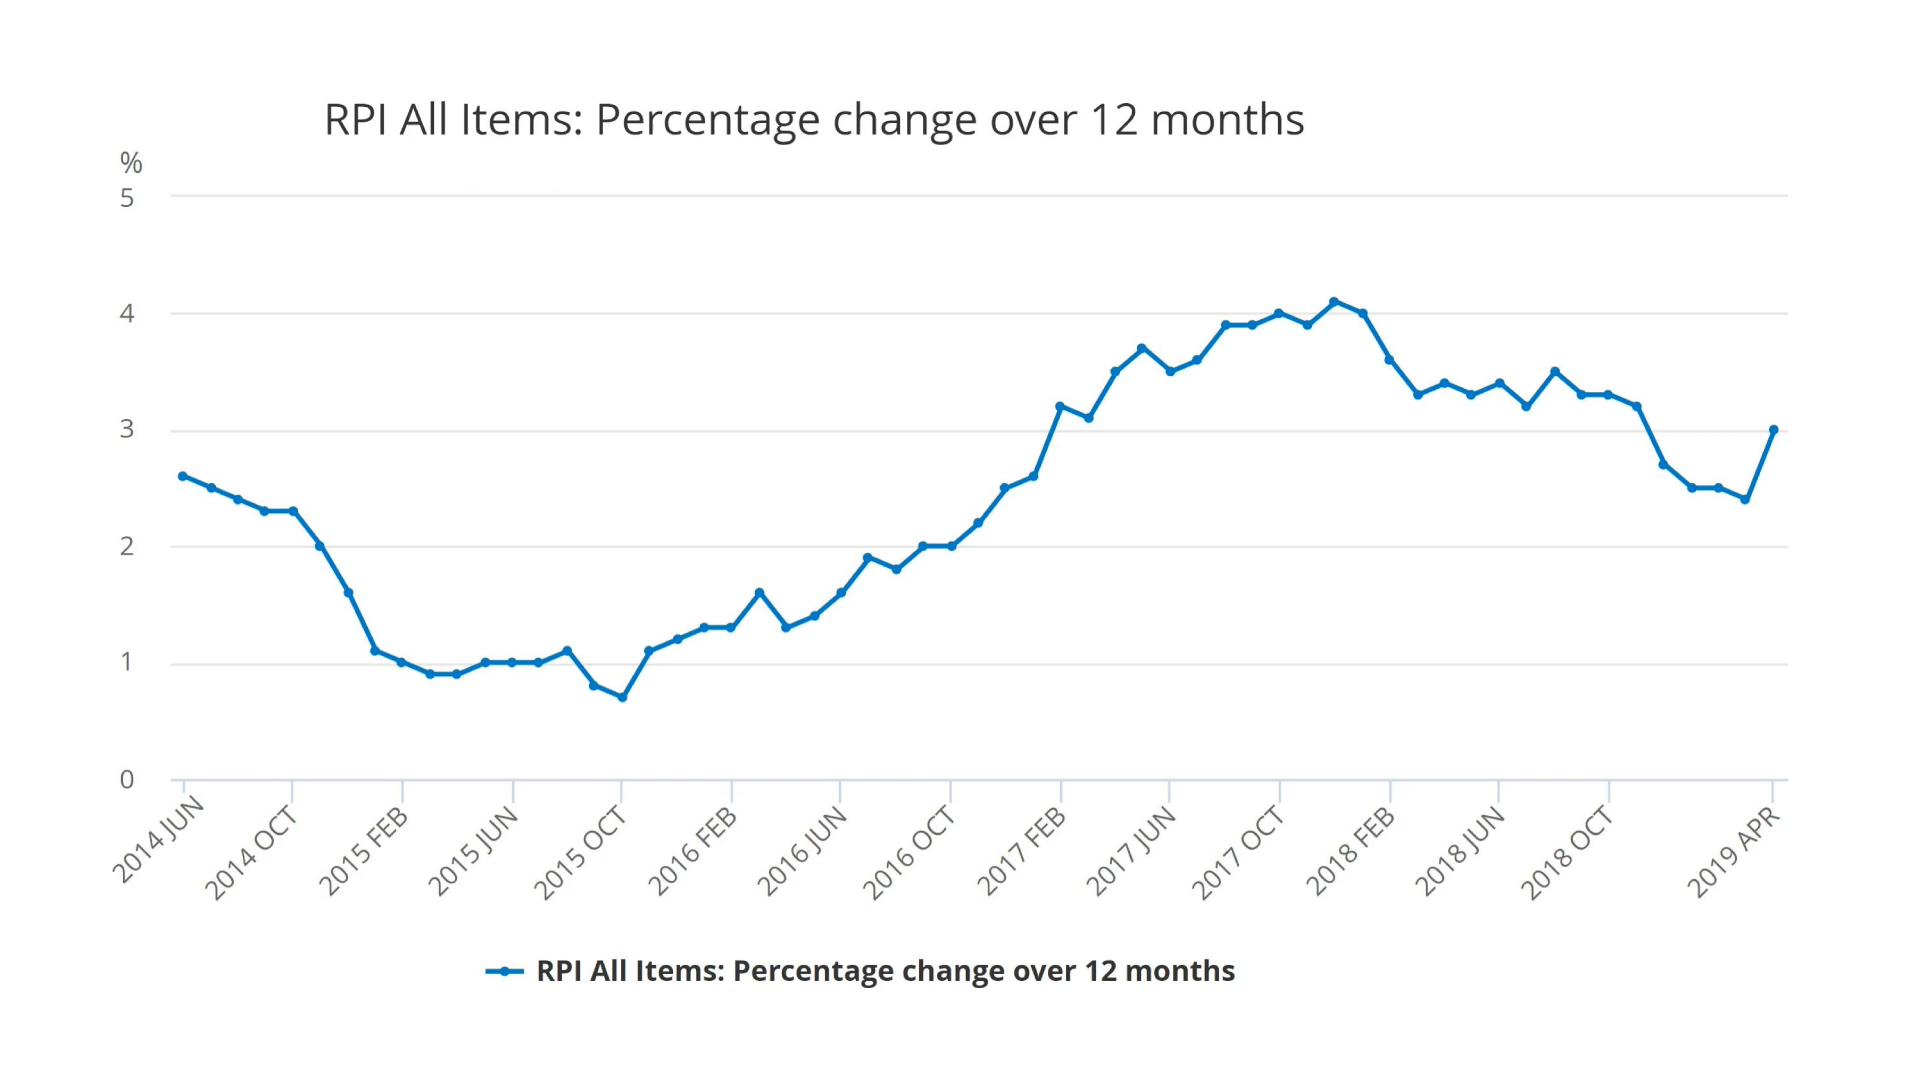 RPI All Items: Percentage change over 12 months
%
5
4
3
2
1
0
2014 JUN
2014 OCT
2015 FEB
2015 JUN
2015 OCT
2016 FEB
2016 JUN
2016 OCT
2017 FEB
2017 JUN
2017 OCT
2018 FEB
2018 JUN
2018 OCT
2019 APR
RPI All Items: Percentage change over 12 months